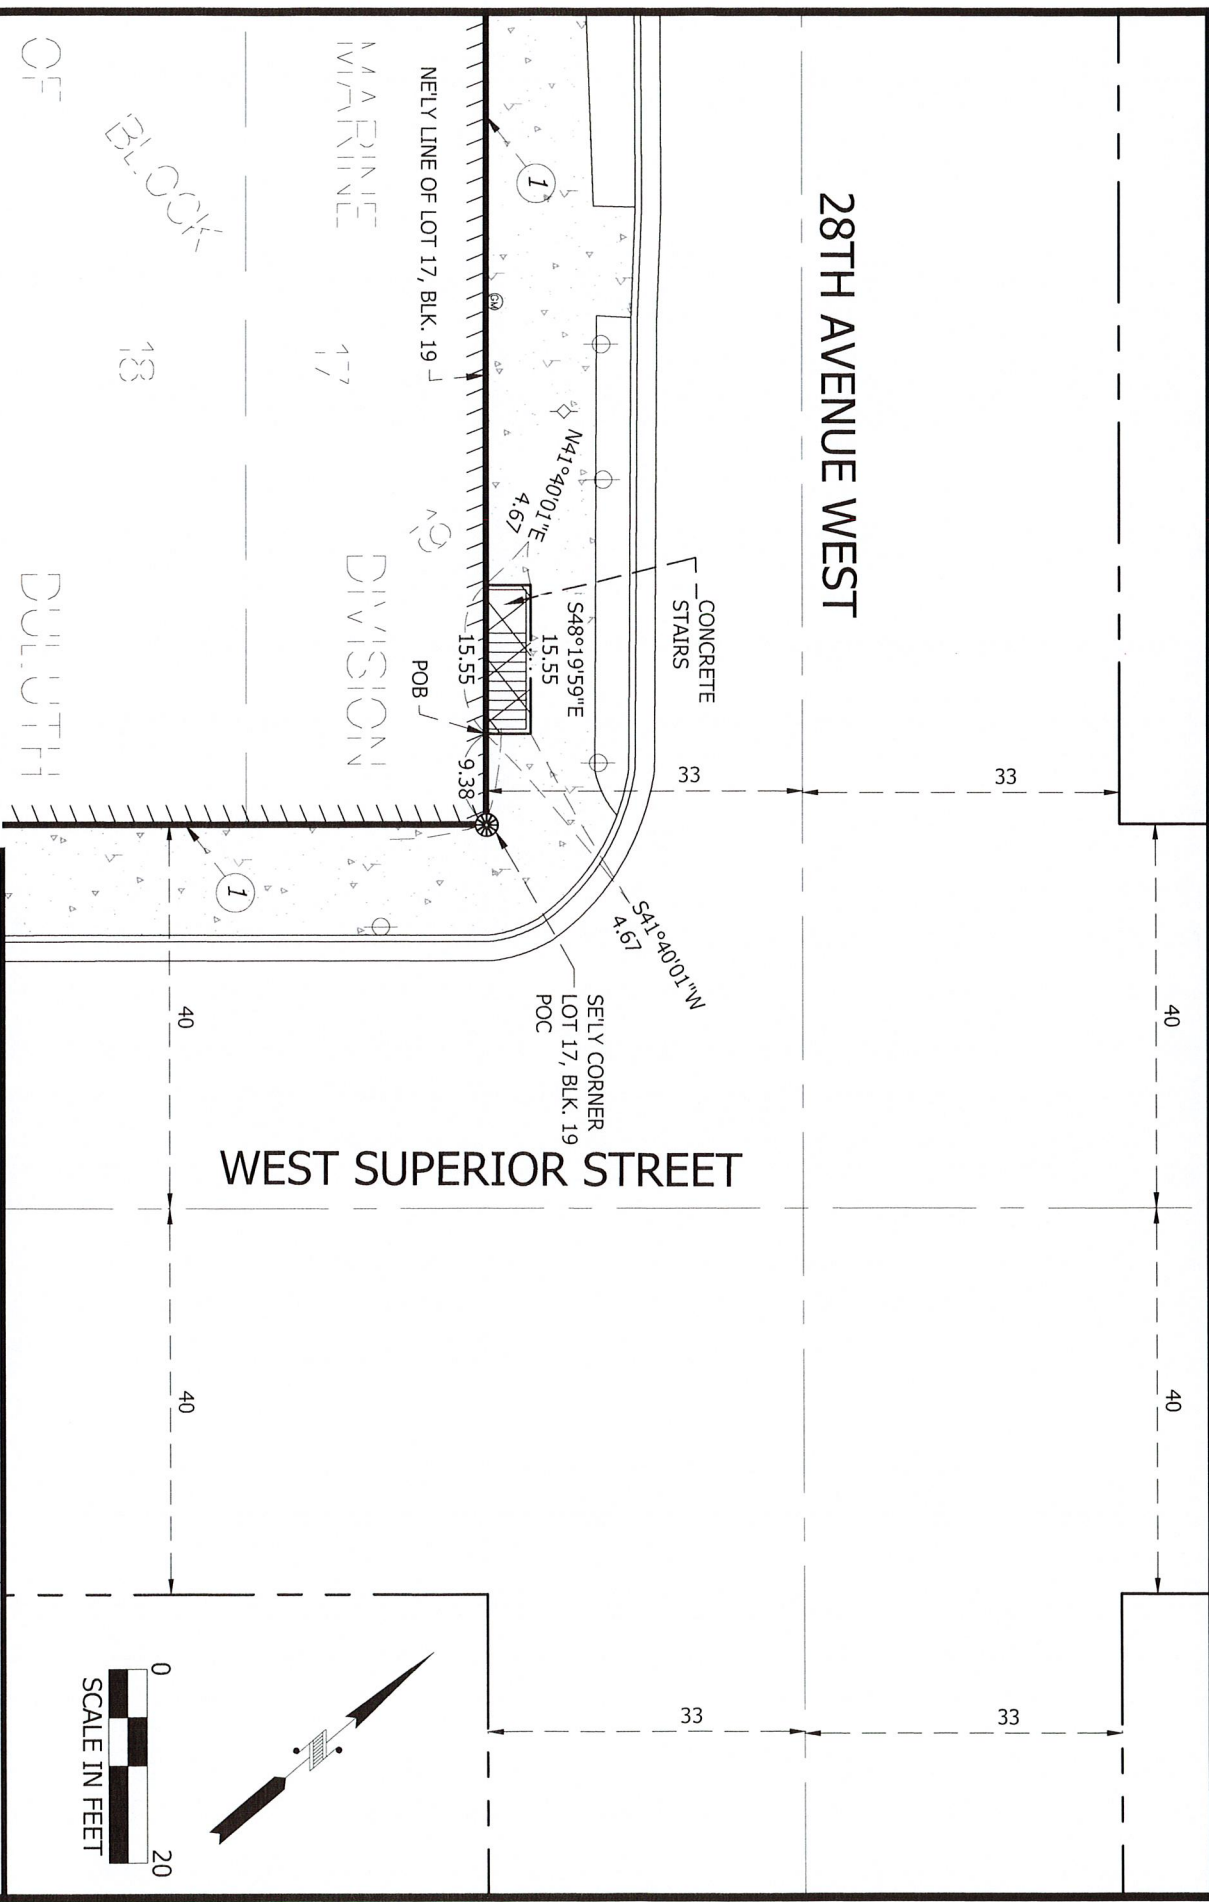 28TH AVENUE WEST
WEST SUPERIOR STREET
33
33
33
33
40
40
40
40
CONCRETE
STAIRS
S48°19'59"E
15.55
15.55
N41°40'01"E
4.67
S41°40'01"W
4.67
9.38
POB
SE'LY CORNER
LOT 17, BLK. 19
POC
NE'LY LINE OF LOT 17, BLK. 19
1
1
GM
MARINE
DIVISION
OF
DULUTH
BLOCK
19
17
18
0
20
SCALE IN FEET